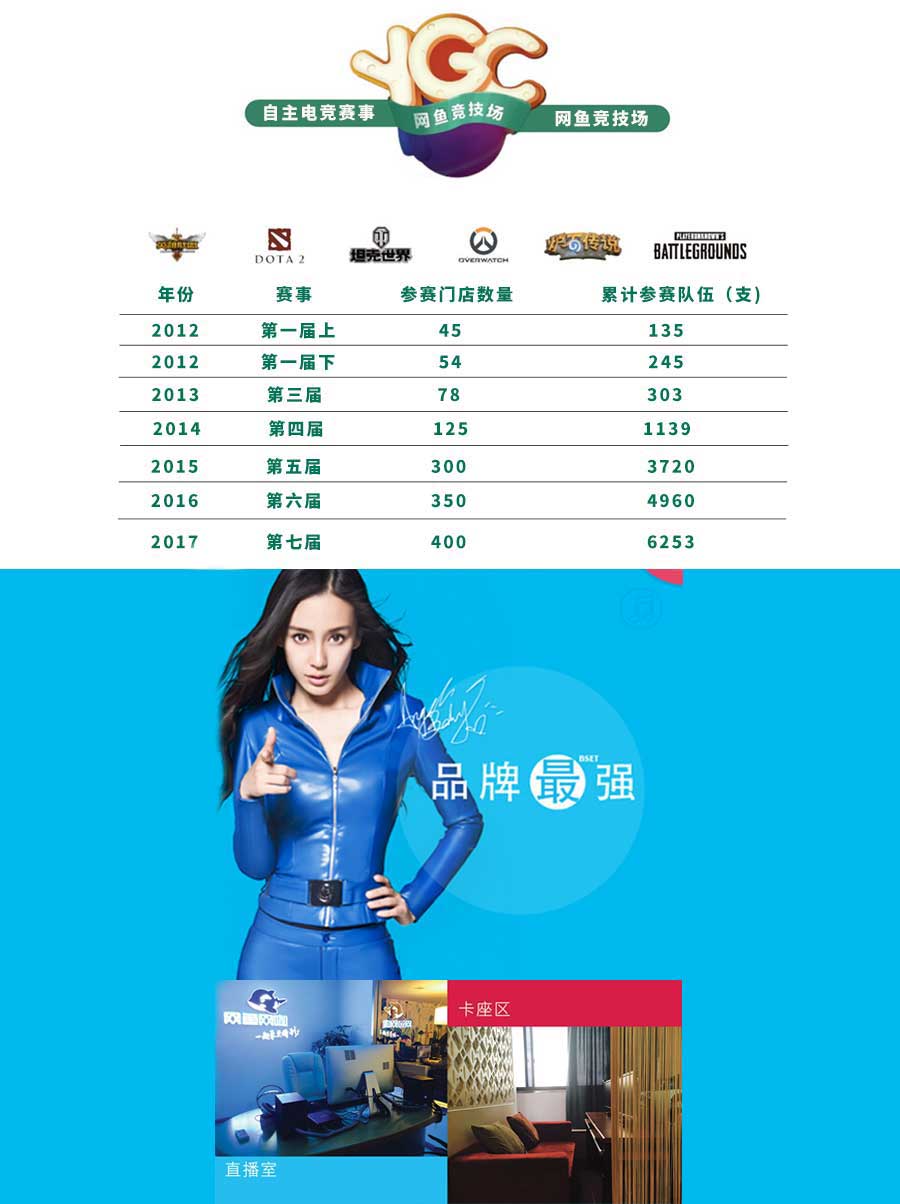 YGC
自主电竞赛事
网鱼竞技场
网鱼竞技场
DOTA 2
坦克世界
OVERWATCH
炉石传说
PLAYERUNKNOWN'S
BATTLEGROUNDS
年份 赛事 参赛门店数量 累计参赛队伍（支）
2012 第一届上 45 135
2012 第一届下 54 245
2013 第三届 78 303
2014 第四届 125 1139
2015 第五届 300 3720
2016 第六届 350 4960
2017 第七届 400 6253
BSET
品牌最强
网鱼网咖
卡座区
直播室